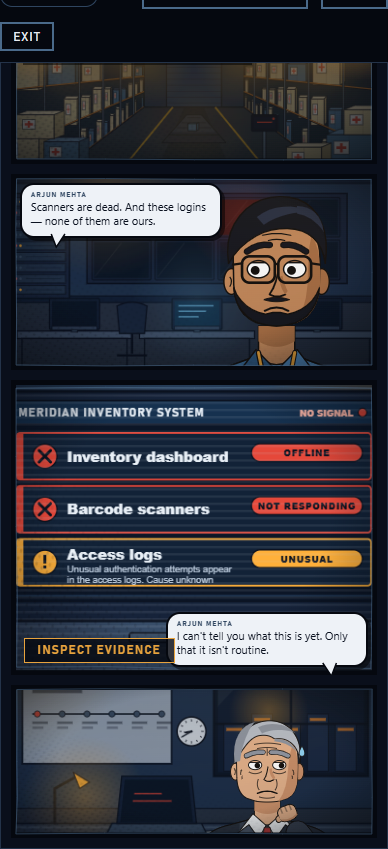 EXIT
ARJUN MEHTA
Scanners are dead. And these logins
— none of them are ours.
MERIDIAN INVENTORY SYSTEM
NO SIGNAL
Inventory dashboard
OFFLINE
Barcode scanners
NOT RESPONDING
Access logs
Unusual authentication attempts appear
in the access logs. Cause unknown
UNUSUAL
ARJUN MEHTA
I can't tell you what this is yet. Only
that it isn't routine.
INSPECT EVIDENCE